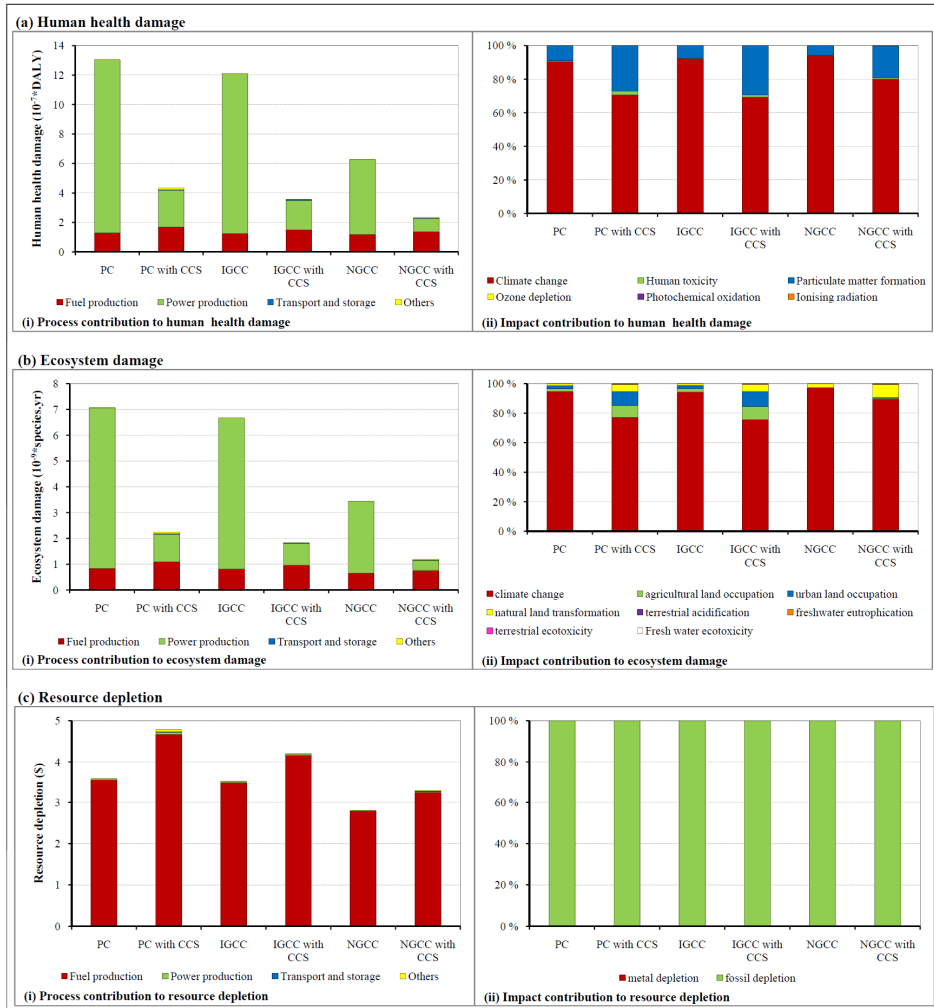 (a) Human health damage
Human health damage (10⁻⁷*DALY)
14
12
10
8
6
4
2
0
PC
PC with CCS
IGCC
IGCC with CCS
NGCC
NGCC with CCS
Fuel production Power production Transport and storage Others
(i) Process contribution to human health damage
100 %
80 %
60 %
40 %
20 %
0 %
PC
PC with CCS
IGCC
IGCC with CCS
NGCC
NGCC with CCS
Climate change Human toxicity Particulate matter formation
Ozone depletion Photochemical oxidation Ionising radiation
(ii) Impact contribution to human health damage
(b) Ecosystem damage
Ecosystem damage (10⁻⁹*species.yr)
8
7
6
5
4
3
2
1
0
PC
PC with CCS
IGCC
IGCC with CCS
NGCC
NGCC with CCS
Fuel production Power production Transport and storage Others
(i) Process contribution to ecosystem damage
100 %
80 %
60 %
40 %
20 %
0 %
PC
PC with CCS
IGCC
IGCC with CCS
NGCC
NGCC with CCS
climate change agricultural land occupation urban land occupation
natural land transformation terrestrial acidification freshwater eutrophication
terrestrial ecotoxicity Fresh water ecotoxicity
(ii) Impact contribution to ecosystem damage
(c) Resource depletion
Resource depletion ($)
5
4
3
2
1
0
PC
PC with CCS
IGCC
IGCC with CCS
NGCC
NGCC with CCS
Fuel production Power production Transport and storage Others
(i) Process contribution to resource depletion
100 %
80 %
60 %
40 %
20 %
0 %
PC
PC with CCS
IGCC
IGCC with CCS
NGCC
NGCC with CCS
metal depletion fossil depletion
(ii) Impact contribution to resource depletion